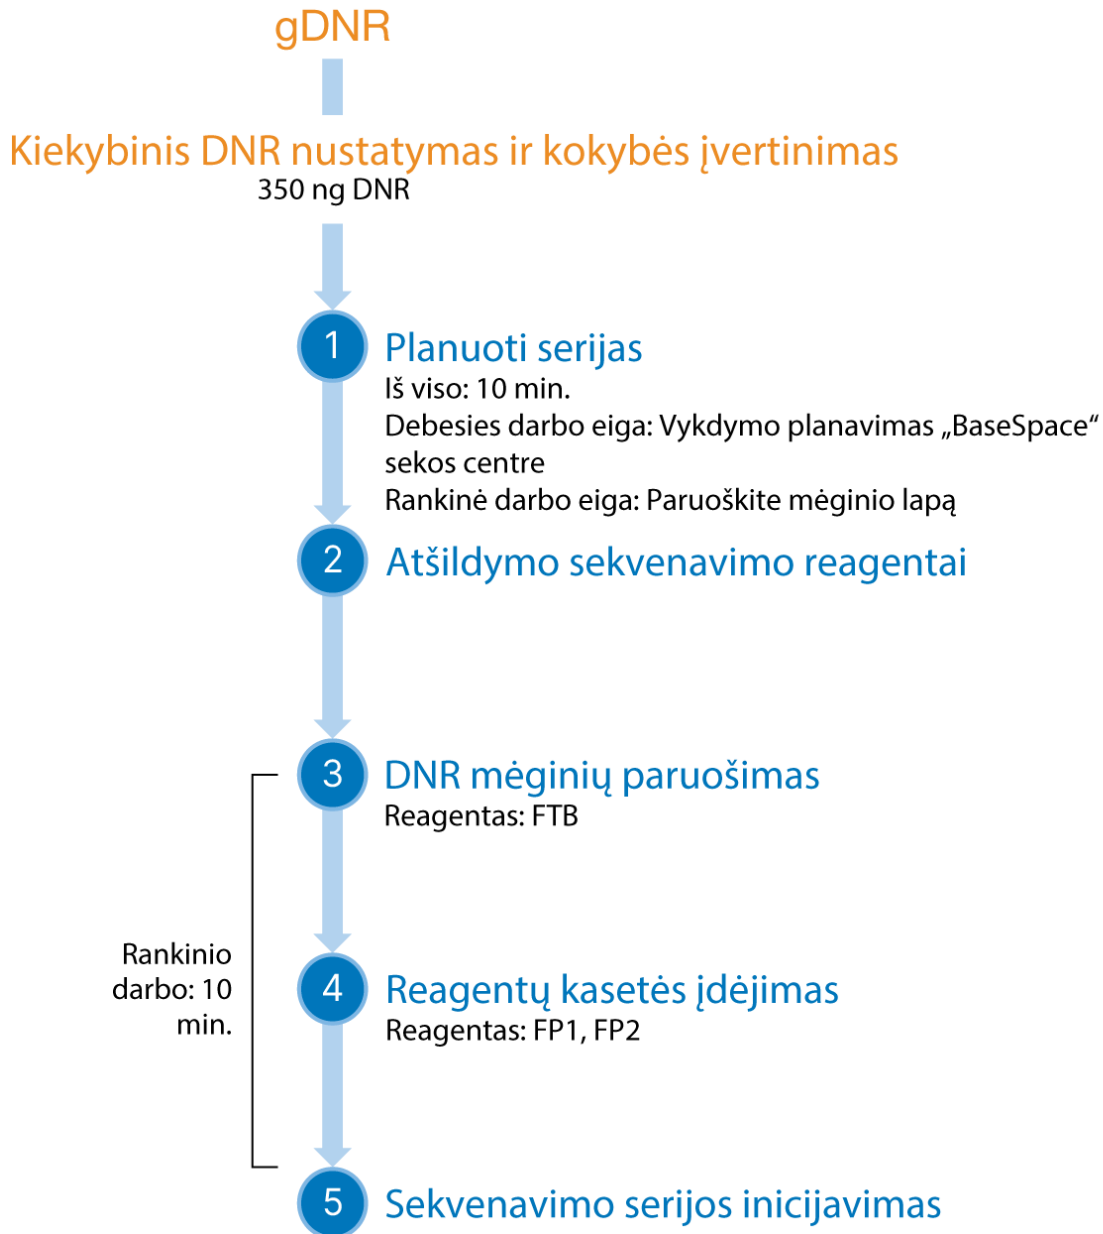 gDNR
Kiekybinis DNR nustatymas ir kokybės įvertinimas
350 ng DNR
1
Planuoti serijas
Iš viso: 10 min.
Debesies darbo eiga: Vykdymo planavimas „BaseSpace“
sekos centre
Rankinė darbo eiga: Paruoškite mėginio lapą
2
Atšildymo sekvenavimo reagentai
3
DNR mėginių paruošimas
Reagentas: FTB
Rankinio
darbo: 10
min.
4
Reagentų kasetės įdėjimas
Reagentas: FP1, FP2
5
Sekvenavimo serijos inicijavimas